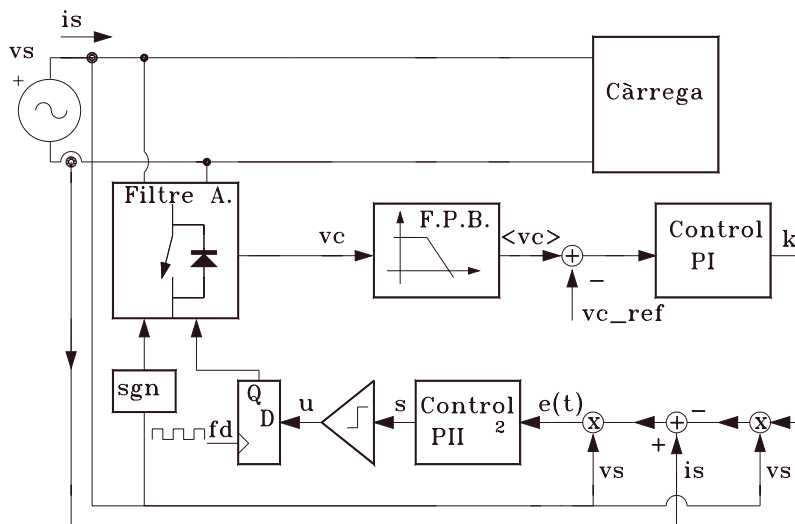 is
vs
+
Càrrega
Filtre A.
F.P.B.
vc
<vc>
Control
PI
k
−
vc_ref
sgn
Q
D
fd
u
s
Control
PII 2
e(t)
x
+
−
+
x
vs
is
vs